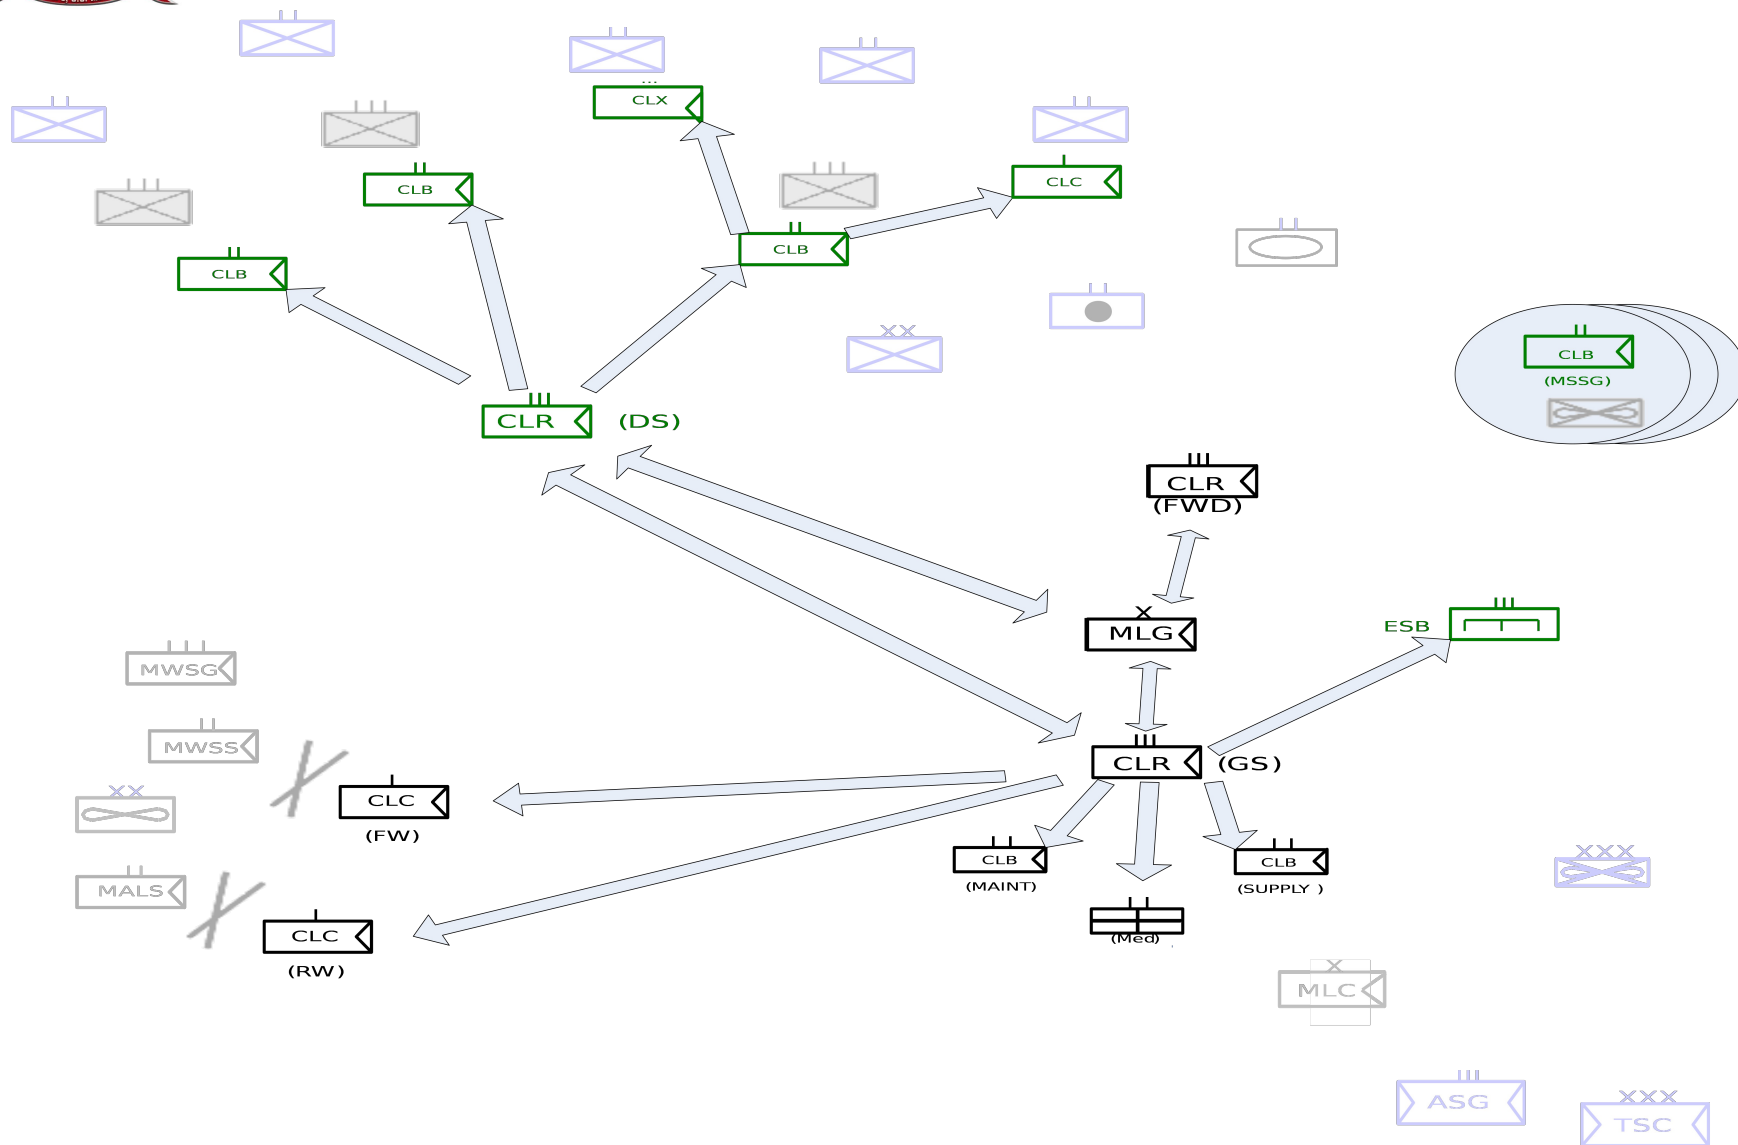 CLX
CLB
CLC
CLB
CLB
CLB
CLB
(MSSG)
CLR (DS)
CLR
(FWD)
MLG
ESB
MWSG
MWSS
CLR (GS)
CLC
(FW)
CLB
(MAINT)
CLB
(SUPPLY )
MALS
CLC
(RW)
(Med)
MLC
ASG
TSC